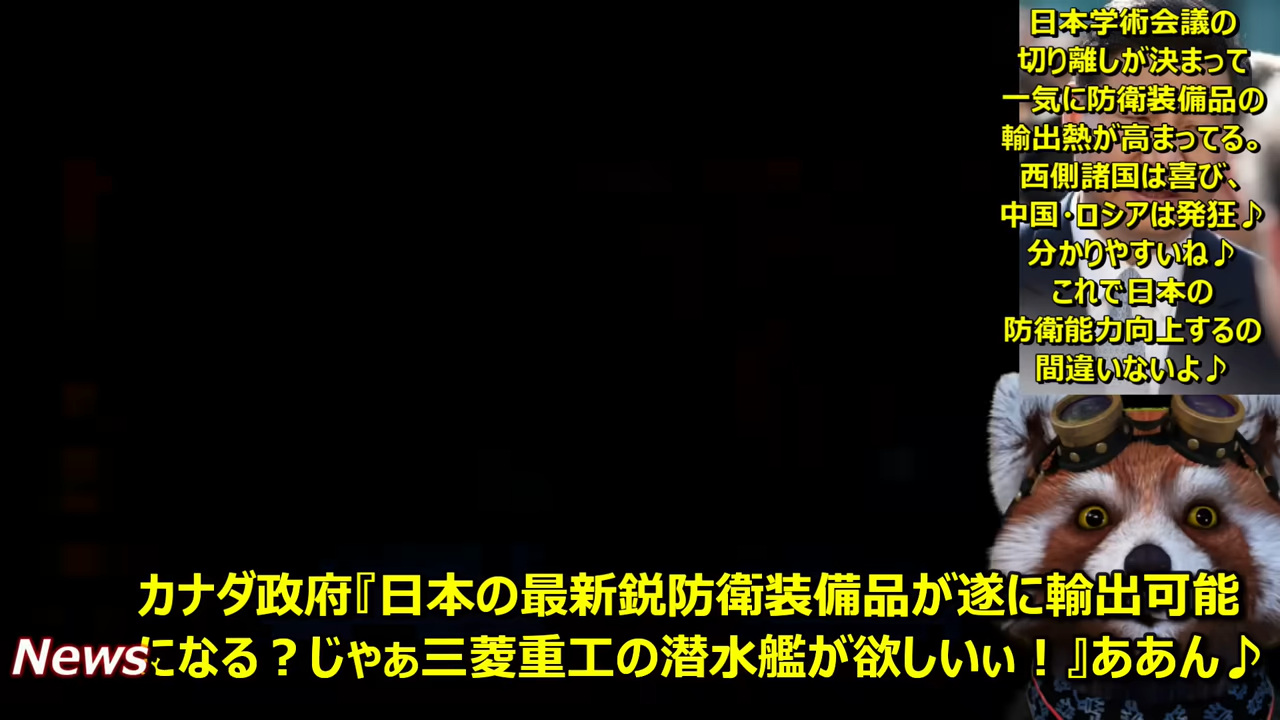 日本学術会議の
切り離しが決まって
一気に防衛装備品の
輸出熱が高まってる。
西側諸国は喜び、
中国・ロシアは発狂♪
分かりやすいね♪
これで日本の
防衛能力向上するの
間違いないよ♪
カナダ政府『日本の最新鋭防衛装備品が遂に輸出可能
になる？じゃぁ三菱重工の潜水艦が欲しいぃ！』ああん♪
News